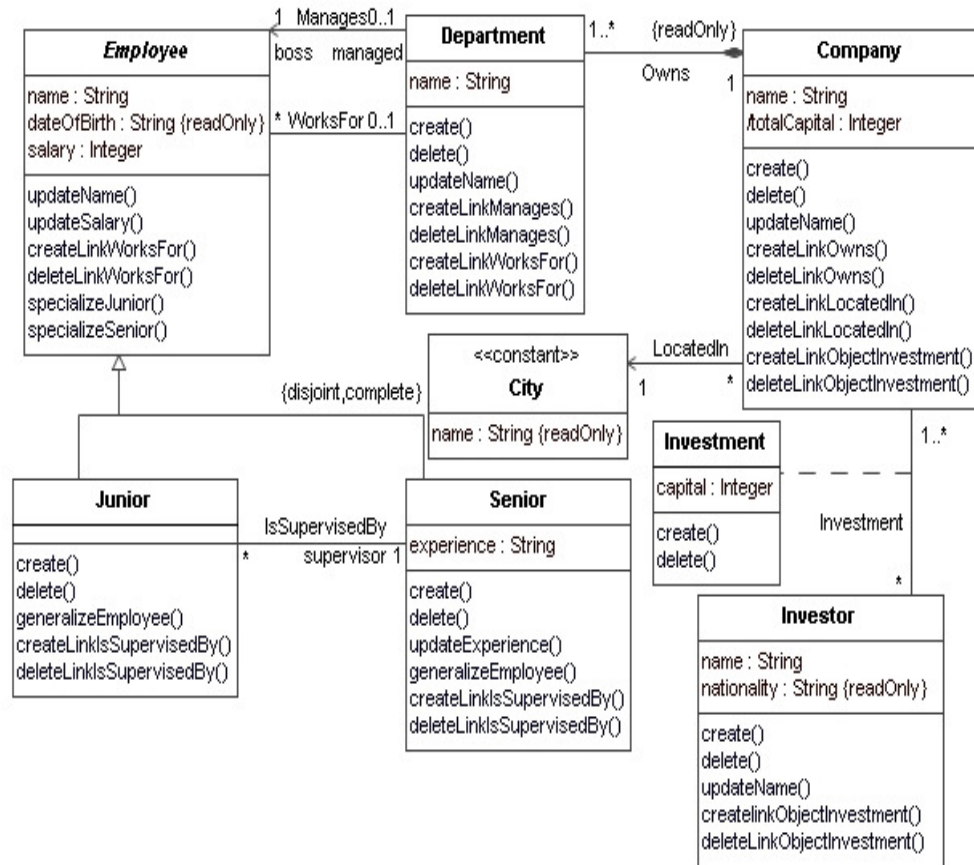 Employee
name : String
dateOfBirth : String {readOnly}
salary : Integer
updateName()
updateSalary()
createLinkWorksFor()
deleteLinkWorksFor()
specializeJunior()
specializeSenior()
1 Manages0..1
boss managed
* WorksFor 0..1
Department
name : String
create()
delete()
updateName()
createLinkManages()
deleteLinkManages()
createLinkWorksFor()
deleteLinkWorksFor()
1..* {readOnly}
Owns 1
Company
name : String
/totalCapital : Integer
create()
delete()
updateName()
createLinkOwns()
deleteLinkOwns()
createLinkLocatedIn()
deleteLinkLocatedIn()
createLinkObjectInvestment()
deleteLinkObjectInvestment()
LocatedIn
1 *
<<constant>>
City
name : String {readOnly}
{disjoint,complete}
Junior
create()
delete()
generalizeEmployee()
createLinkIsSupervisedBy()
deleteLinkIsSupervisedBy()
IsSupervisedBy
* supervisor 1
Senior
experience : String
create()
delete()
updateExperience()
generalizeEmployee()
createLinkIsSupervisedBy()
deleteLinkIsSupervisedBy()
Investment
capital : Integer
create()
delete()
1..*
Investment
*
Investor
name : String
nationality : String {readOnly}
create()
delete()
updateName()
createlinkObjectInvestment()
deleteLinkObjectInvestment()